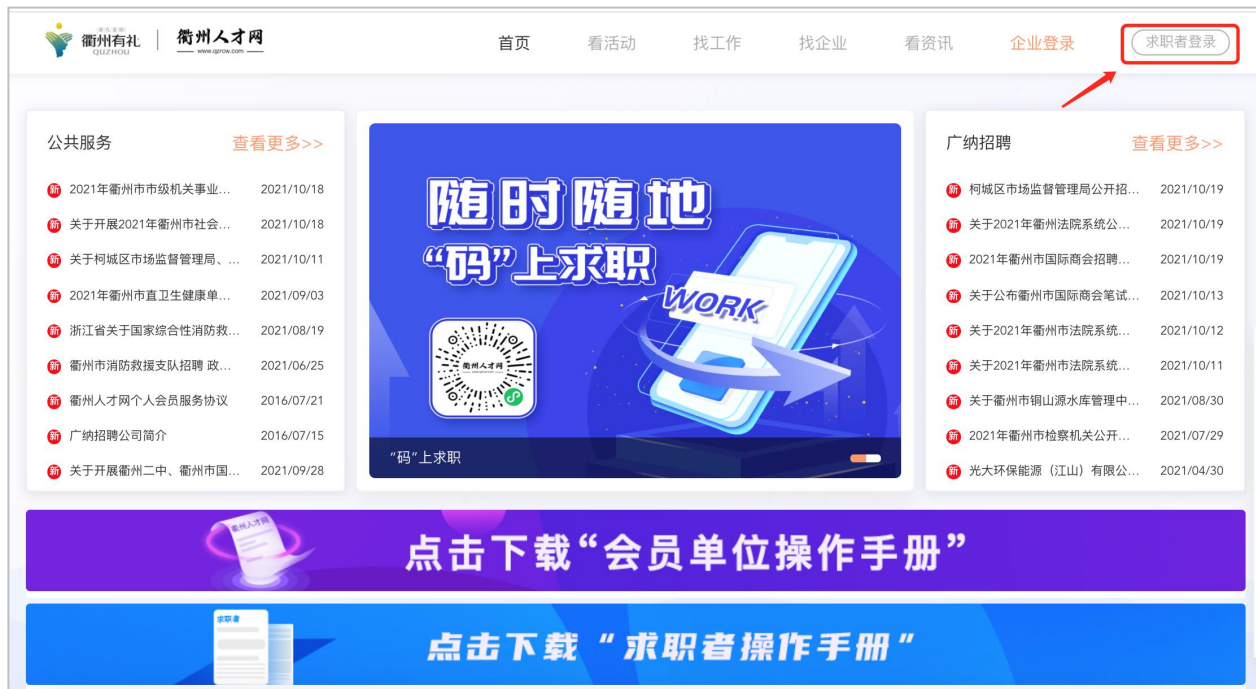 衢州有礼
QUZHOU
衢州人才网
www.qzrcw.com
首页
看活动
找工作
找企业
看资讯
企业登录
求职者登录
公共服务
查看更多>>
新 2021年衢州市市级机关事业... 2021/10/18
新 关于开展2021年衢州市社会... 2021/10/18
新 关于柯城区市场监督管理局、... 2021/10/11
新 2021年衢州市直卫生健康单... 2021/09/03
新 浙江省关于国家综合性消防救... 2021/08/19
新 衢州市消防救援支队招聘 政... 2021/06/25
新 衢州人才网个人会员服务协议 2016/07/21
新 广纳招聘公司简介 2016/07/15
新 关于开展衢州二中、衢州市国... 2021/09/28
随时随地
“码”上求职
WORK
衢州人才网
“码”上求职
广纳招聘
查看更多>>
新 柯城区市场监督管理局公开招... 2021/10/19
新 关于2021年衢州法院系统公... 2021/10/19
新 2021年衢州市国际商会招聘... 2021/10/19
新 关于公布衢州市国际商会笔试... 2021/10/13
新 关于2021年衢州市法院系统... 2021/10/12
新 关于2021年衢州市法院系统... 2021/10/11
新 关于衢州市铜山源水库管理中... 2021/08/30
新 2021年衢州市检察机关公开... 2021/07/29
新 光大环保能源（江山）有限公... 2021/04/30
衢州人才网
点击下载“会员单位操作手册”
求职者
点击下载“求职者操作手册”